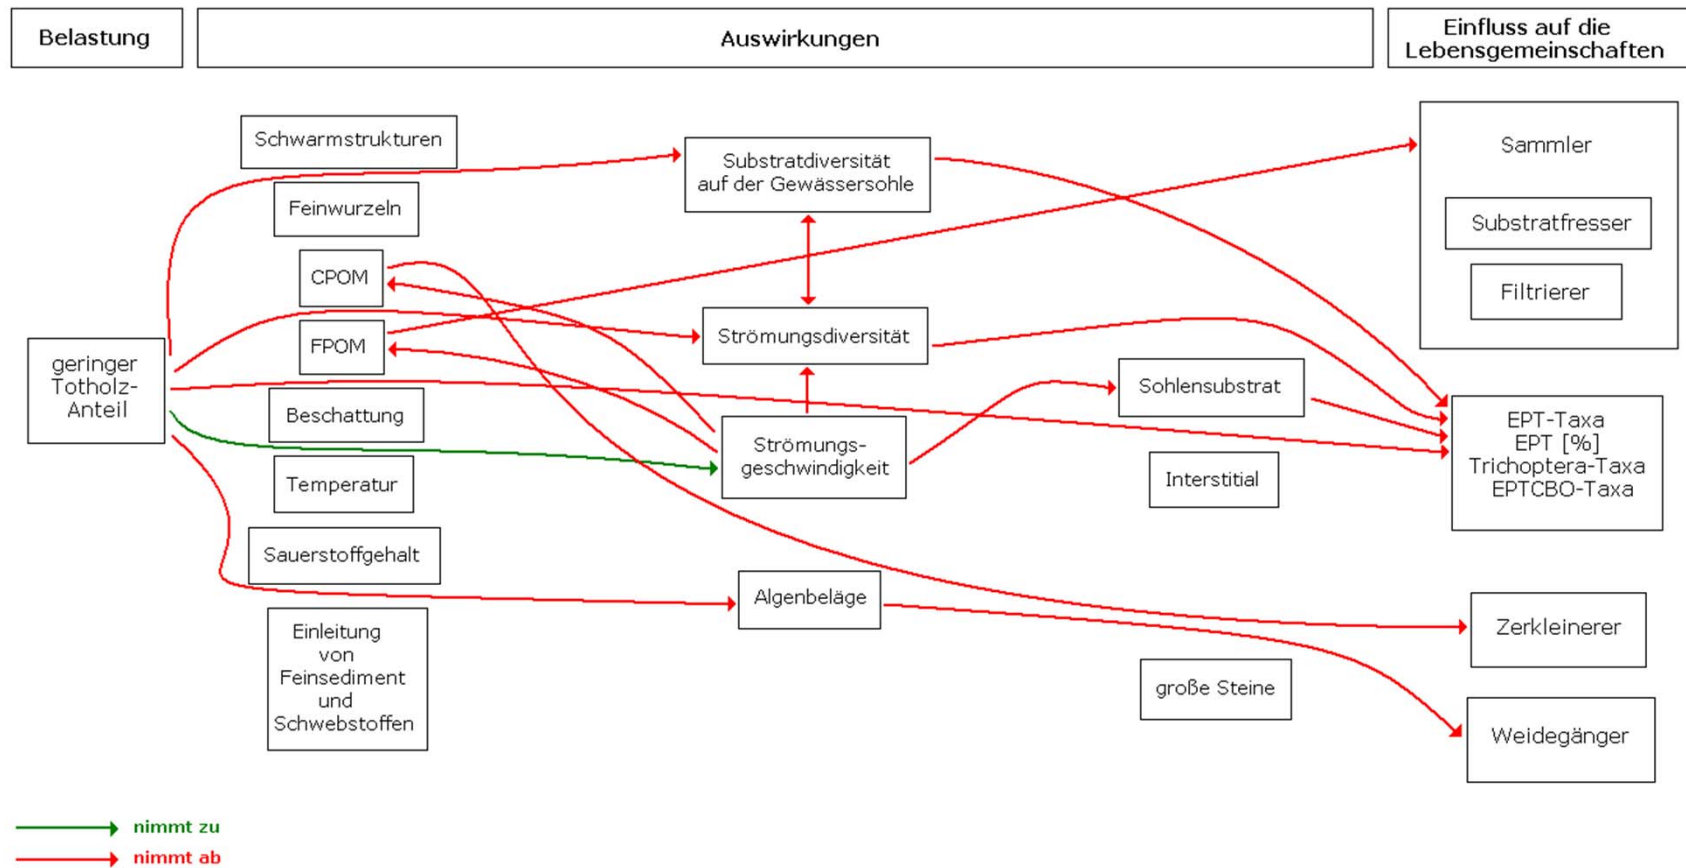 Belastung
Auswirkungen
Einfluss auf die
Lebensgemeinschaften
Schwarmstrukturen
Feinwurzeln
CPOM
FPOM
geringer
Totholz-
Anteil
Beschattung
Temperatur
Sauerstoffgehalt
Einleitung
von
Feinsediment
und
Schwebstoffen
Substratdiversität
auf der Gewässersohle
Strömungsdiversität
Strömungs-
geschwindigkeit
Algenbeläge
Sohlensubstrat
Interstitial
große Steine
Sammler
Substratfresser
Filtrierer
EPT-Taxa
EPT [%]
Trichoptera-Taxa
EPTCBO-Taxa
Zerkleinerer
Weidegänger
nimmt zu
nimmt ab